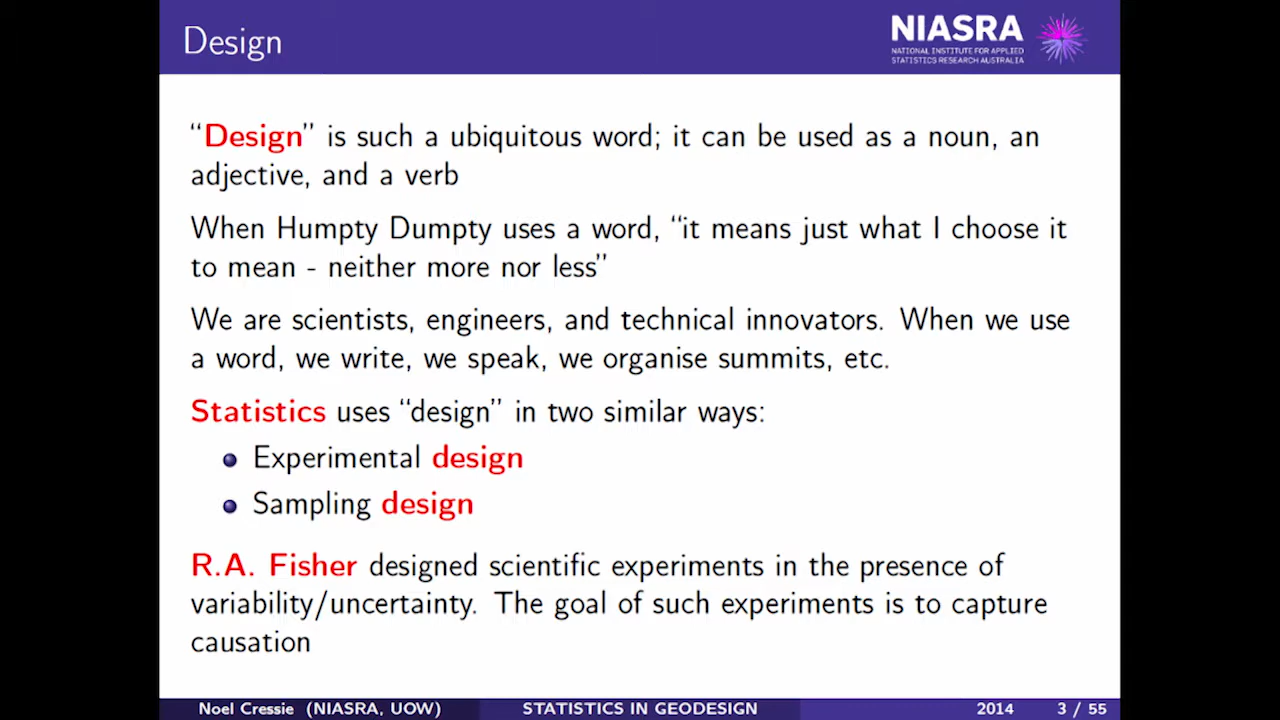 Design
NIASRA
NATIONAL INSTITUTE FOR APPLIED
STATISTICS RESEARCH AUSTRALIA
“Design” is such a ubiquitous word; it can be used as a noun, an
adjective, and a verb
When Humpty Dumpty uses a word, “it means just what I choose it
to mean - neither more nor less”
We are scientists, engineers, and technical innovators. When we use
a word, we write, we speak, we organise summits, etc.
Statistics uses “design” in two similar ways:
Experimental design
Sampling design
R.A. Fisher designed scientific experiments in the presence of
variability/uncertainty. The goal of such experiments is to capture
causation
Noel Cressie (NIASRA, UOW) STATISTICS IN GEODESIGN 2014 3 / 55